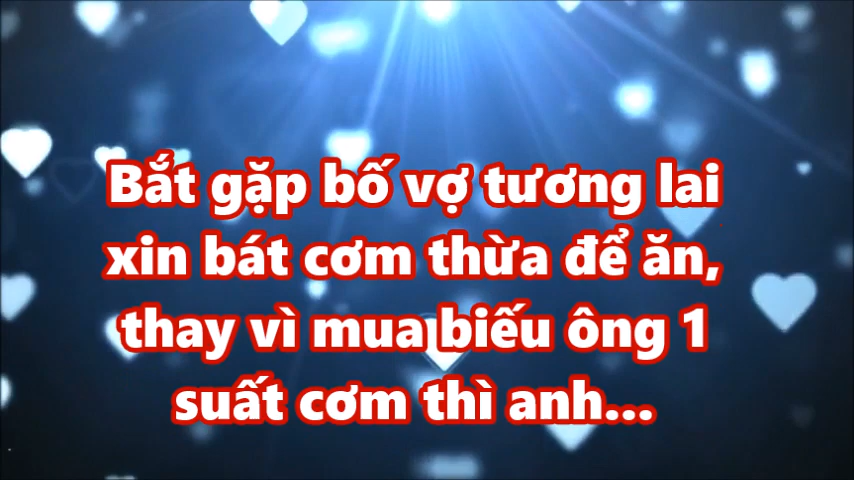 Bắt gặp bố vợ tương lai
xin bát cơm thừa để ăn,
thay vì mua biếu ông 1
suất cơm thì anh...